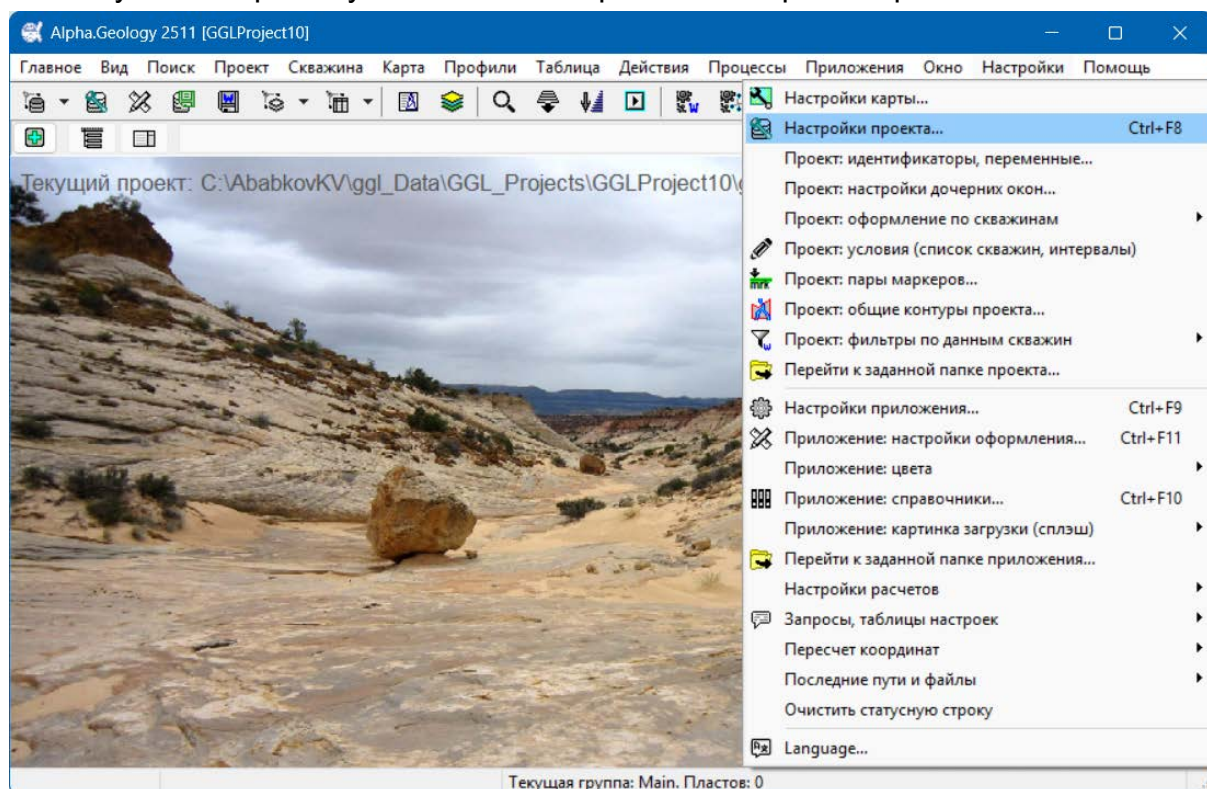 Alpha.Geology 2511 [GGLProject10]
Главное Вид Поиск Проект Скважина Карта Профили Таблица Действия Процессы Приложения Окно Настройки Помощь
Текущий проект: C:\AbabkovKV\ggl_Data\GGL_Projects\GGLProject10\
Настройки карты...
Настройки проекта... Ctrl+F8
Проект: идентификаторы, переменные...
Проект: настройки дочерних окон...
Проект: оформление по скважинам
Проект: условия (список скважин, интервалы)
Проект: пары маркеров...
Проект: общие контуры проекта...
Проект: фильтры по данным скважин
Перейти к заданной папке проекта...
Настройки приложения... Ctrl+F9
Приложение: настройки оформления... Ctrl+F11
Приложение: цвета
Приложение: справочники... Ctrl+F10
Приложение: картинка загрузки (сплэш)
Перейти к заданной папке приложения...
Настройки расчетов
Запросы, таблицы настроек
Пересчет координат
Последние пути и файлы
Очистить статусную строку
Language...
Текущая группа: Main. Пластов: 0